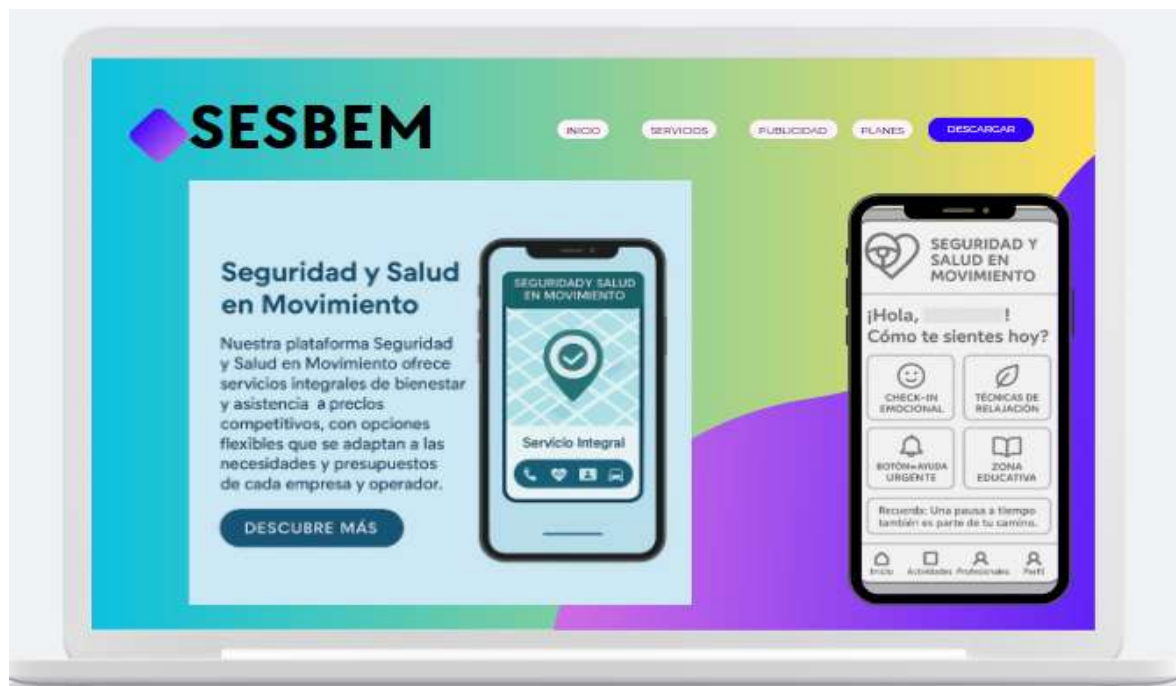 SESBEM
INICIO
SERVICIOS
PUBLICIDAD
PLANES
DESCARGAR
Seguridad y Salud
en Movimiento
Nuestra plataforma Seguridad
y Salud en Movimiento ofrece
servicios integrales de bienestar
y asistencia a precios
competitivos, con opciones
flexibles que se adaptan a las
necesidades y presupuestos
de cada empresa y operador.
DESCUBRE MÁS
SEGURIDADY SALUD
EN MOVIMIENTO
Servicio Integral
SEGURIDAD Y
SALUD EN
MOVIMIENTO
¡Hola, !
Cómo te sientes hoy?
CHECK-IN
EMOCIONAL
TÉCNICAS DE
RELAJACIÓN
BOTÓN AYUDA
URGENTE
ZONA
EDUCATIVA
Recuerda: Una pausa a tiempo
también es parte de tu camino.
Inicio
Actividades
Profesionales
Perfil